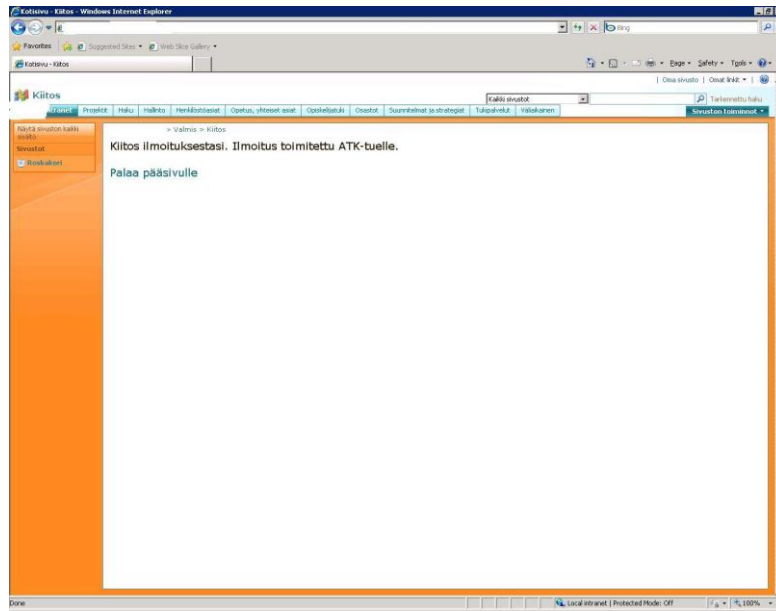 Kotisivu - Kiitos - Windows Internet Explorer
Bing
Favorites Suggested Sites Web Slice Gallery
Kotisivu - Kiitos
Page Safety Tools
Oma sivusto | Omat linkit |
Kiitos
Kaikki sivustot
Tarkennettu haku
Projektit Haku Hallinto Henkilöstöasiat Opetus, yhteiset asiat Opiskelijatuki Osastot Suunnitelmat ja strategiat Tukipalvelut Valiokainen
Sivuston toiminnot
Näytä sivuston kaikki
sisältö
Sivustot
Roskakori
> Valmis > Kiitos
Kiitos ilmoituksestasi. Ilmoitus toimitettu ATK-tuelle.
Palaa pääsivulle
Done
Local intranet | Protected Mode: Off
100%